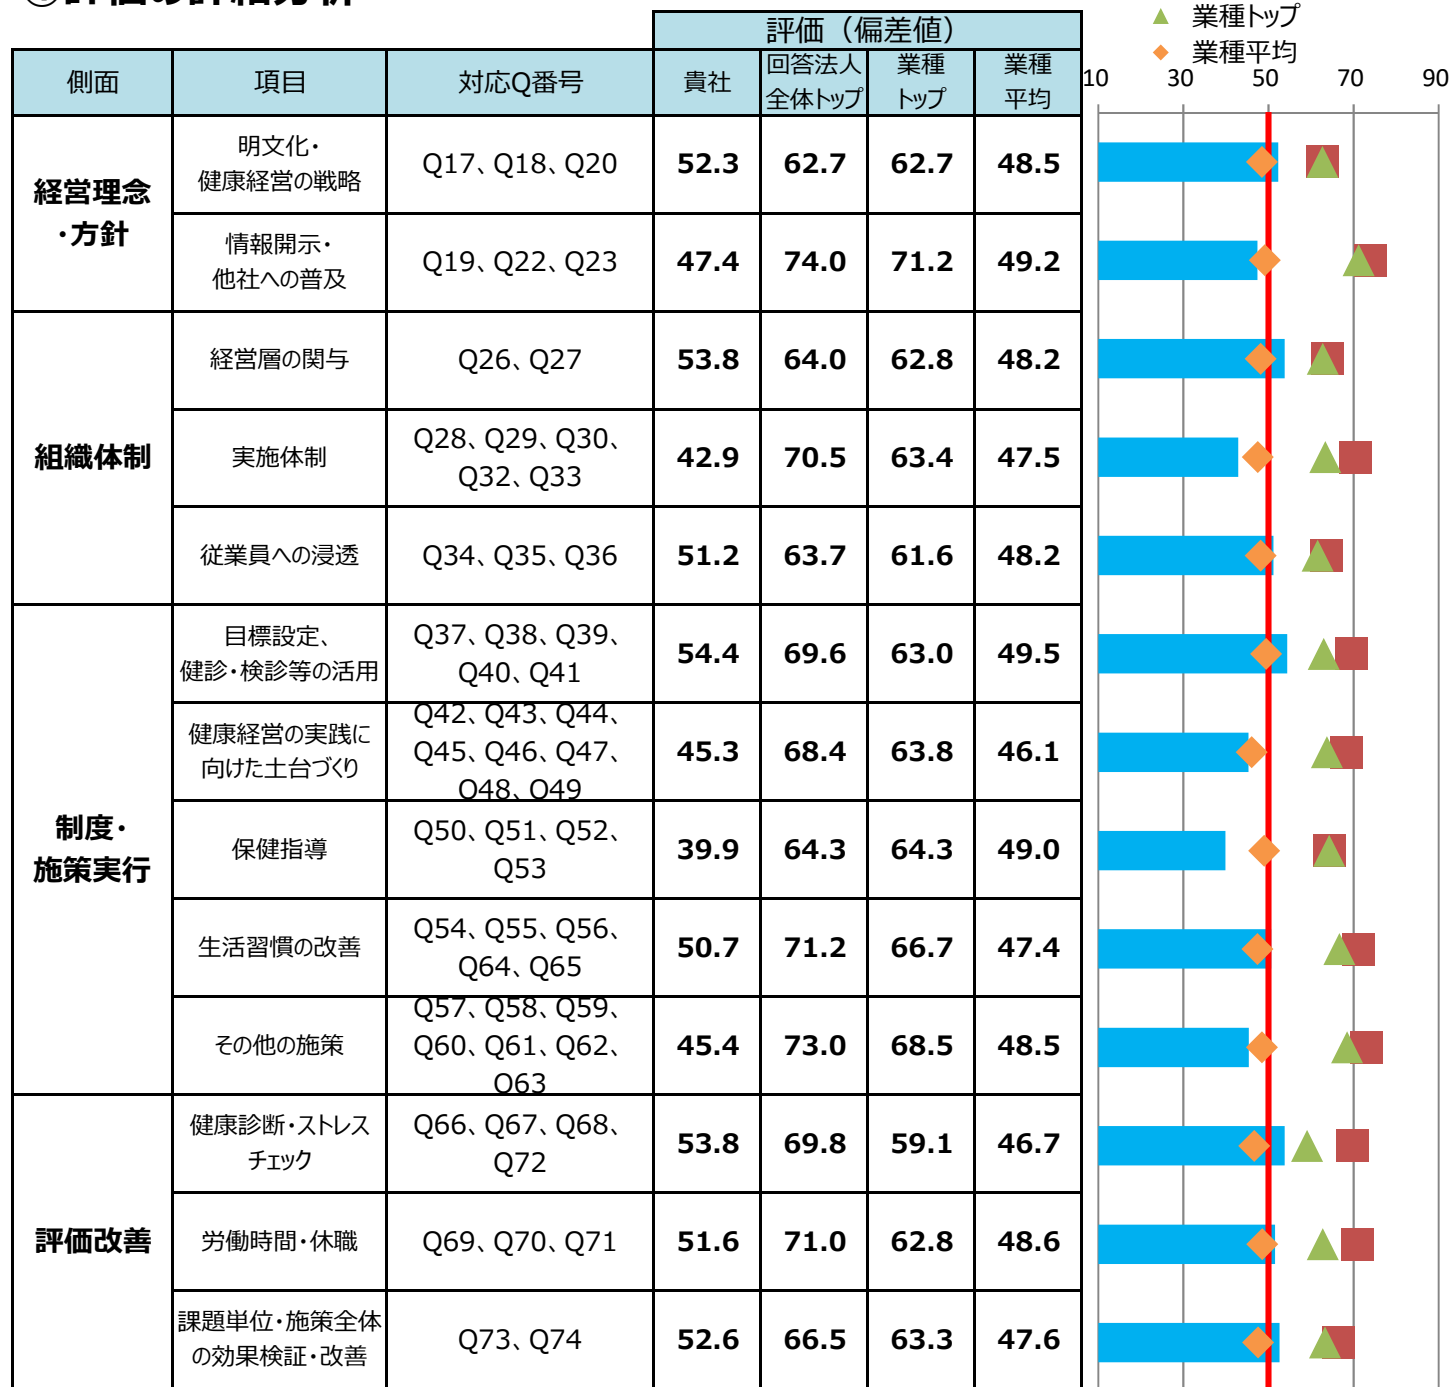 ①評価の詳細分析
業種トップ
業種平均
評価（偏差値）
側面 項目 対応Q番号 貴社 回答法人全体トップ 業種トップ 業種平均
10 30 50 70 90
経営理念・方針
明文化・健康経営の戦略 Q17、Q18、Q20 52.3 62.7 62.7 48.5
情報開示・他社への普及 Q19、Q22、Q23 47.4 74.0 71.2 49.2
組織体制
経営層の関与 Q26、Q27 53.8 64.0 62.8 48.2
実施体制 Q28、Q29、Q30、Q32、Q33 42.9 70.5 63.4 47.5
従業員への浸透 Q34、Q35、Q36 51.2 63.7 61.6 48.2
制度・施策実行
目標設定、健診・検診等の活用 Q37、Q38、Q39、Q40、Q41 54.4 69.6 63.0 49.5
健康経営の実践に向けた土台づくり Q42、Q43、Q44、Q45、Q46、Q47、Q48、Q49 45.3 68.4 63.8 46.1
保健指導 Q50、Q51、Q52、Q53 39.9 64.3 64.3 49.0
生活習慣の改善 Q54、Q55、Q56、Q64、Q65 50.7 71.2 66.7 47.4
その他の施策 Q57、Q58、Q59、Q60、Q61、Q62、Q63 45.4 73.0 68.5 48.5
評価改善
健康診断・ストレスチェック Q66、Q67、Q68、Q72 53.8 69.8 59.1 46.7
労働時間・休職 Q69、Q70、Q71 51.6 71.0 62.8 48.6
課題単位・施策全体の効果検証・改善 Q73、Q74 52.6 66.5 63.3 47.6